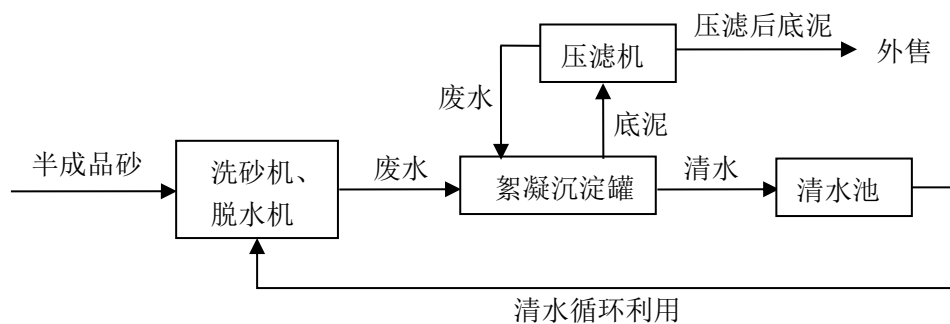 压滤后底泥
压滤机
外售
废水
底泥
半成品砂
洗砂机、
脱水机
废水
絮凝沉淀罐
清水
清水池
清水循环利用